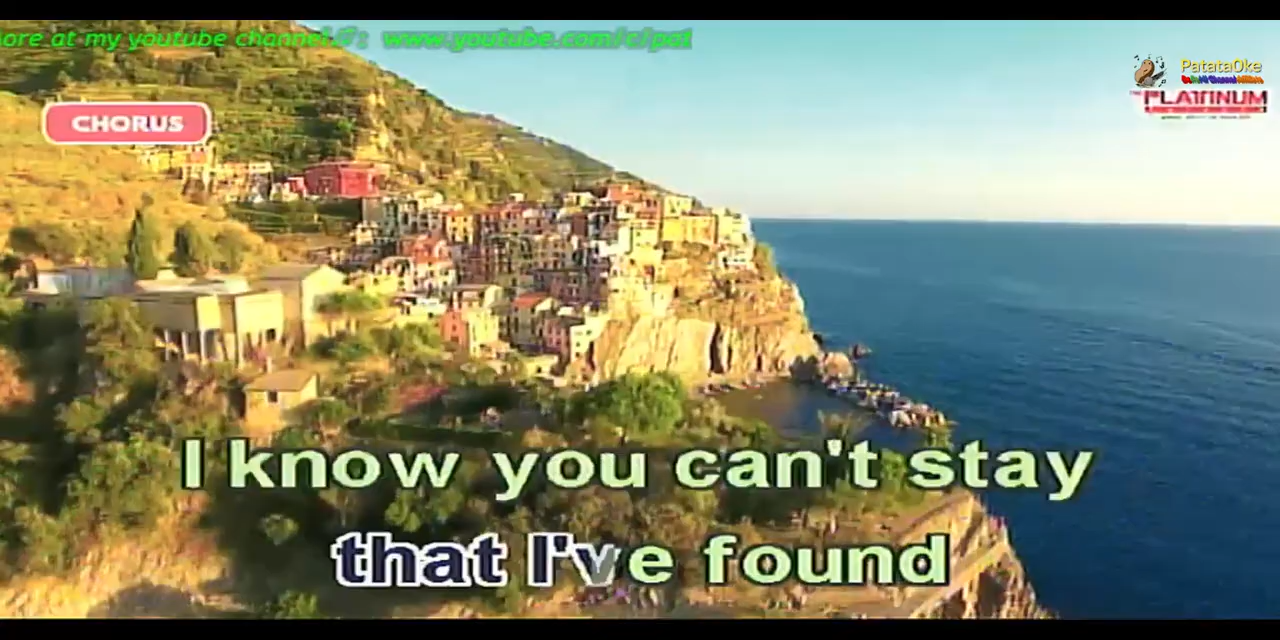 ore at my youtube channel
www.youtube.com/c/pat
PatataOke
PLATINUM
CHORUS
I know you can't stay
that I've found